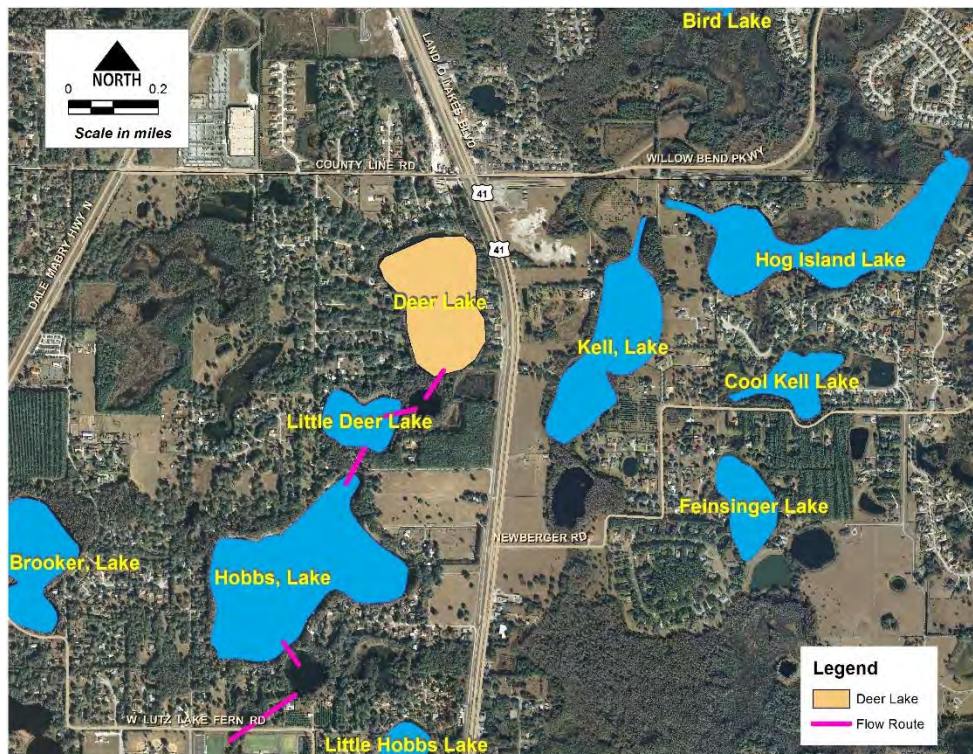 Bird Lake
NORTH
0 0.2
Scale in miles
LAND O LAKES BLVD
COUNTY LINE RD
WILLOW BEND PKWY
41
DALE MABRY HWY N
41
Hog Island Lake
Deer Lake
Kell, Lake
Cool Kell Lake
Little Deer Lake
Feinsinger Lake
NEWBERGER RD
Brooker, Lake
Hobbs, Lake
Legend
Deer Lake
Flow Route
W LUTZ LAKE FERN RD
Little Hobbs Lake